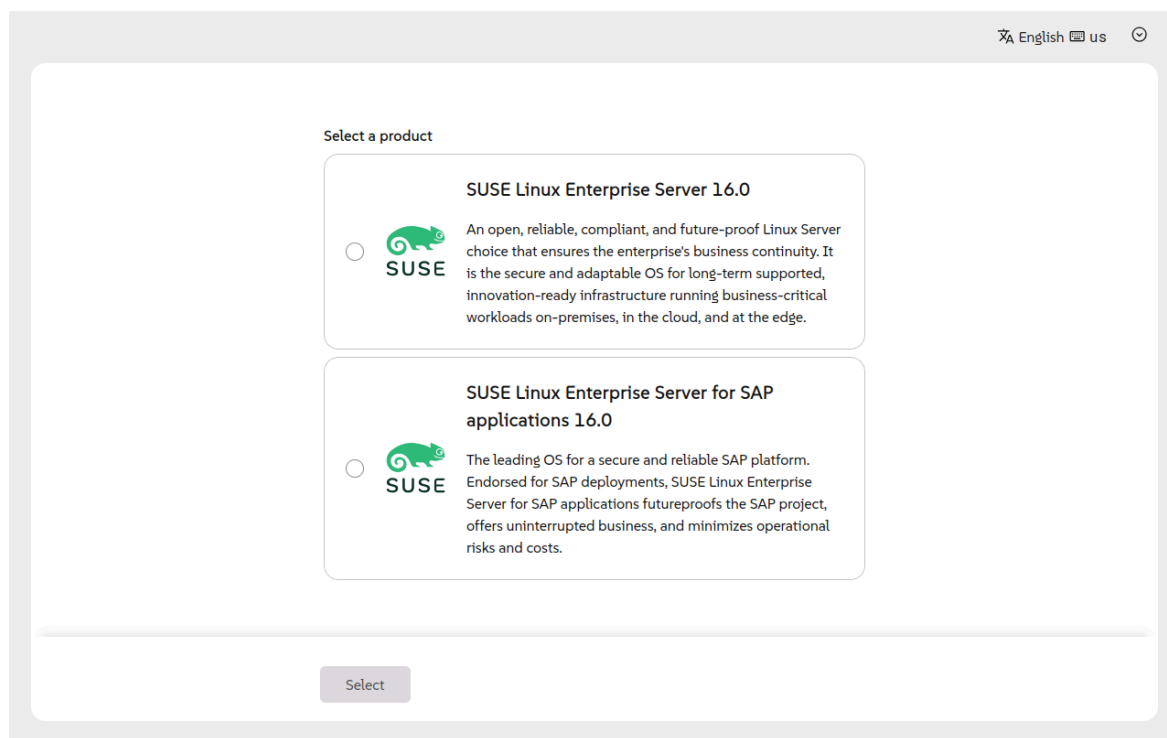 English us
Select a product
SUSE Linux Enterprise Server 16.0
An open, reliable, compliant, and future-proof Linux Server
choice that ensures the enterprise's business continuity. It
is the secure and adaptable OS for long-term supported,
innovation-ready infrastructure running business-critical
workloads on-premises, in the cloud, and at the edge.
SUSE
SUSE Linux Enterprise Server for SAP
applications 16.0
The leading OS for a secure and reliable SAP platform.
Endorsed for SAP deployments, SUSE Linux Enterprise
Server for SAP applications futureproofs the SAP project,
offers uninterrupted business, and minimizes operational
risks and costs.
SUSE
Select